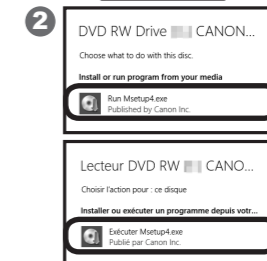 2
DVD RW Drive CANON...
Choose what to do with this disc.
Install or run program from your media
Run Msetup4.exe
Published by Canon Inc.
Lecteur DVD RW CANO...
Choisir l'action pour : ce disque
Installer ou exécuter un programme depuis votr...
Exécuter Msetup4.exe
Publié par Canon Inc.